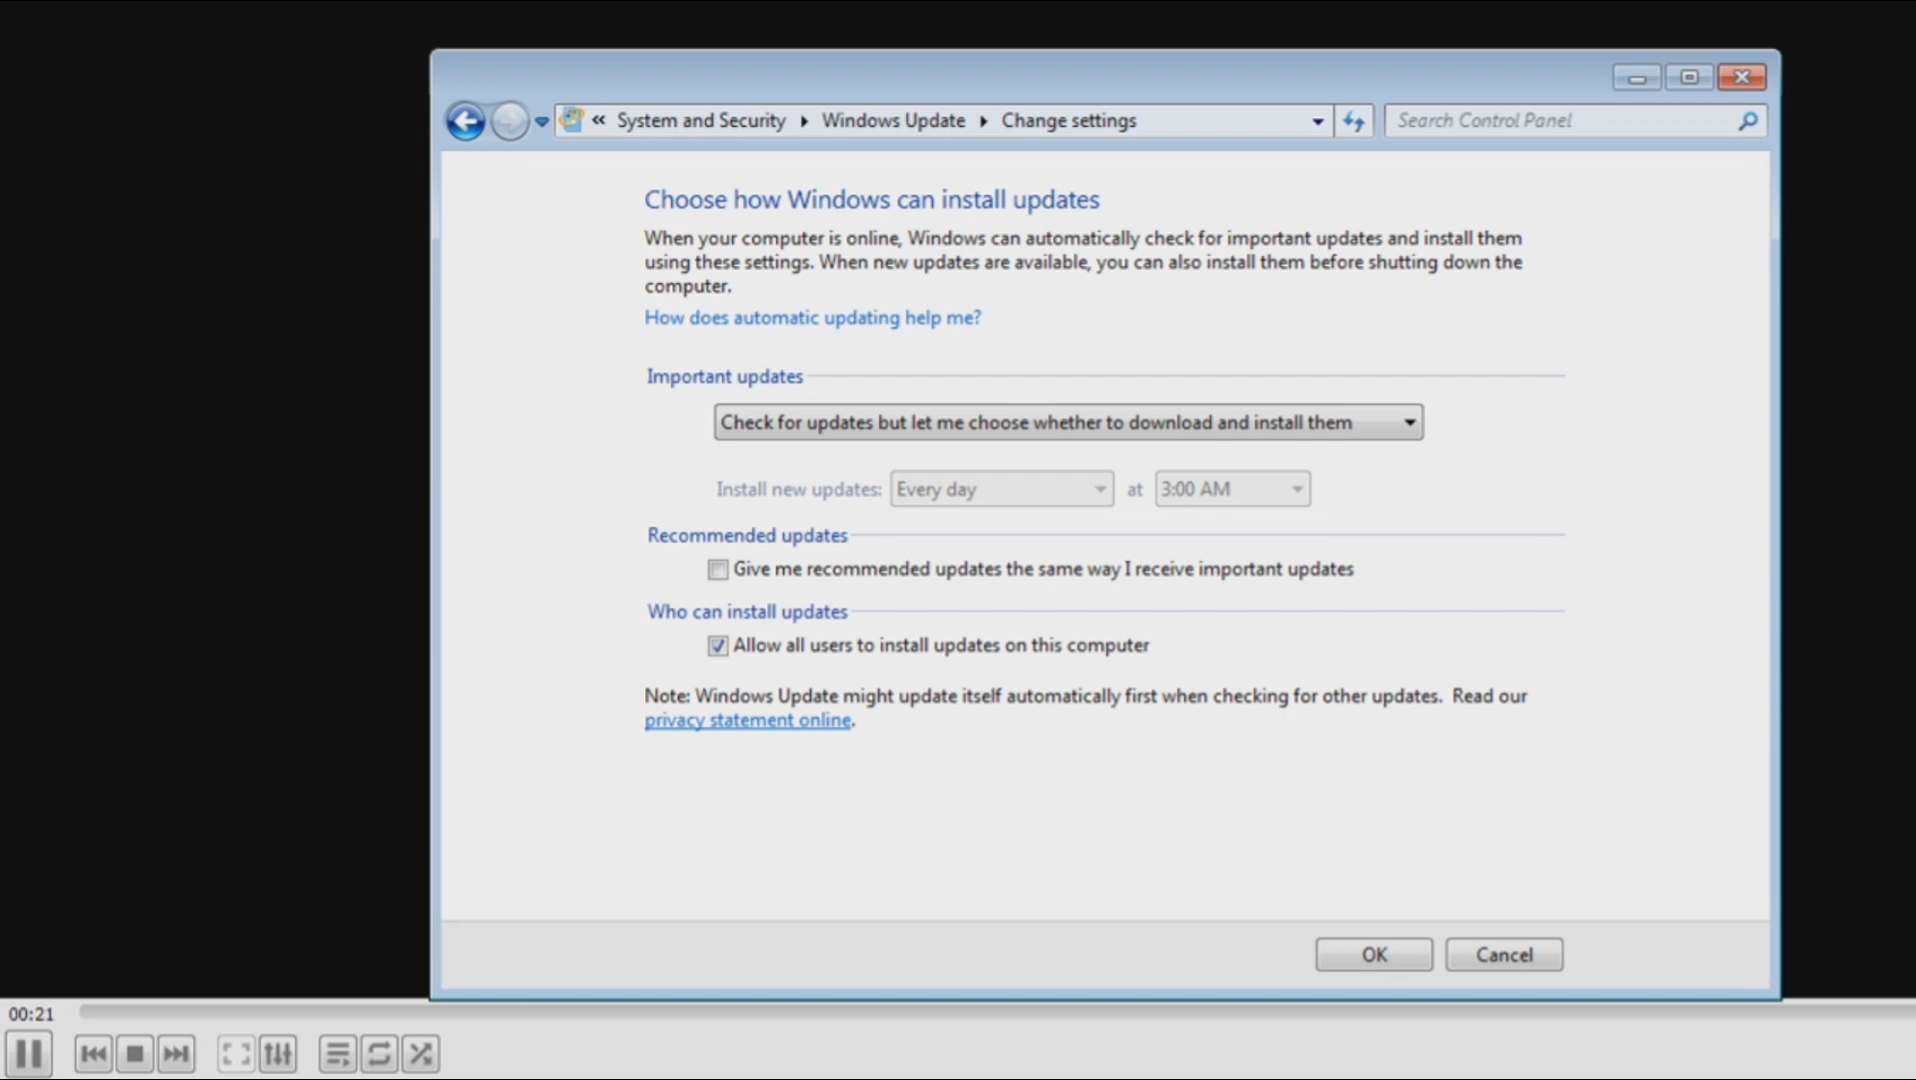 « System and Security ▸ Windows Update ▸ Change settings
Search Control Panel
Choose how Windows can install updates
When your computer is online, Windows can automatically check for important updates and install them
using these settings. When new updates are available, you can also install them before shutting down the
computer.
How does automatic updating help me?
Important updates
Check for updates but let me choose whether to download and install them
Install new updates: Every day at 3:00 AM
Recommended updates
Give me recommended updates the same way I receive important updates
Who can install updates
Allow all users to install updates on this computer
Note: Windows Update might update itself automatically first when checking for other updates. Read our
privacy statement online.
OK Cancel
00:21